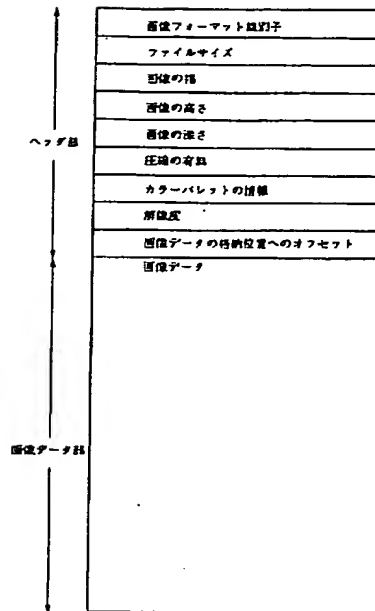 画像フォーマット識別子
ファイルサイズ
画像の幅
画像の高さ
画像の深さ
ヘッダ部
圧縮の有無
カラーパレットの情報
解像度
画像データの格納位置へのオフセット
画像データ
画像データ部